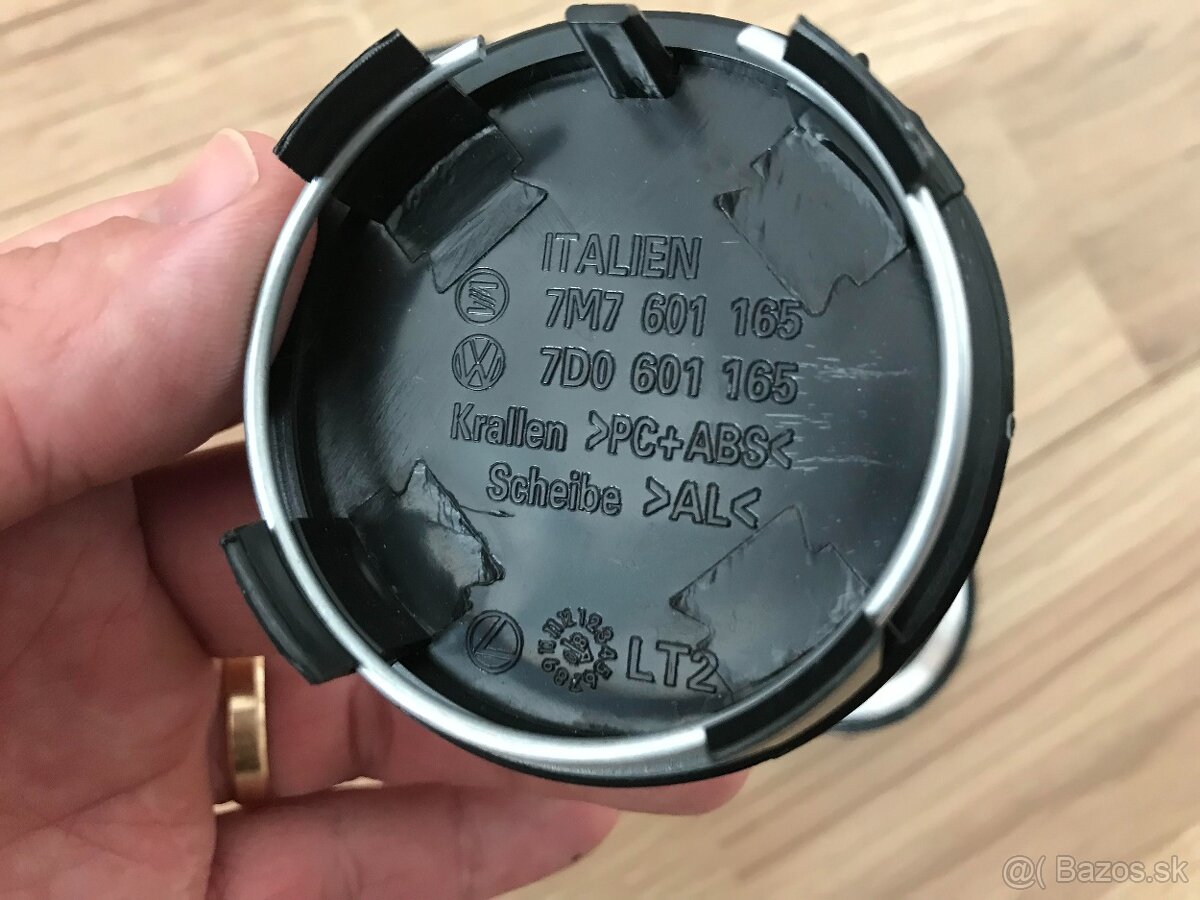 ITALIEN
7M7 601 165
7D0 601 165
Krallen >PC+ABS<
Scheibe >AL<
LT2
@( Bazos.sk